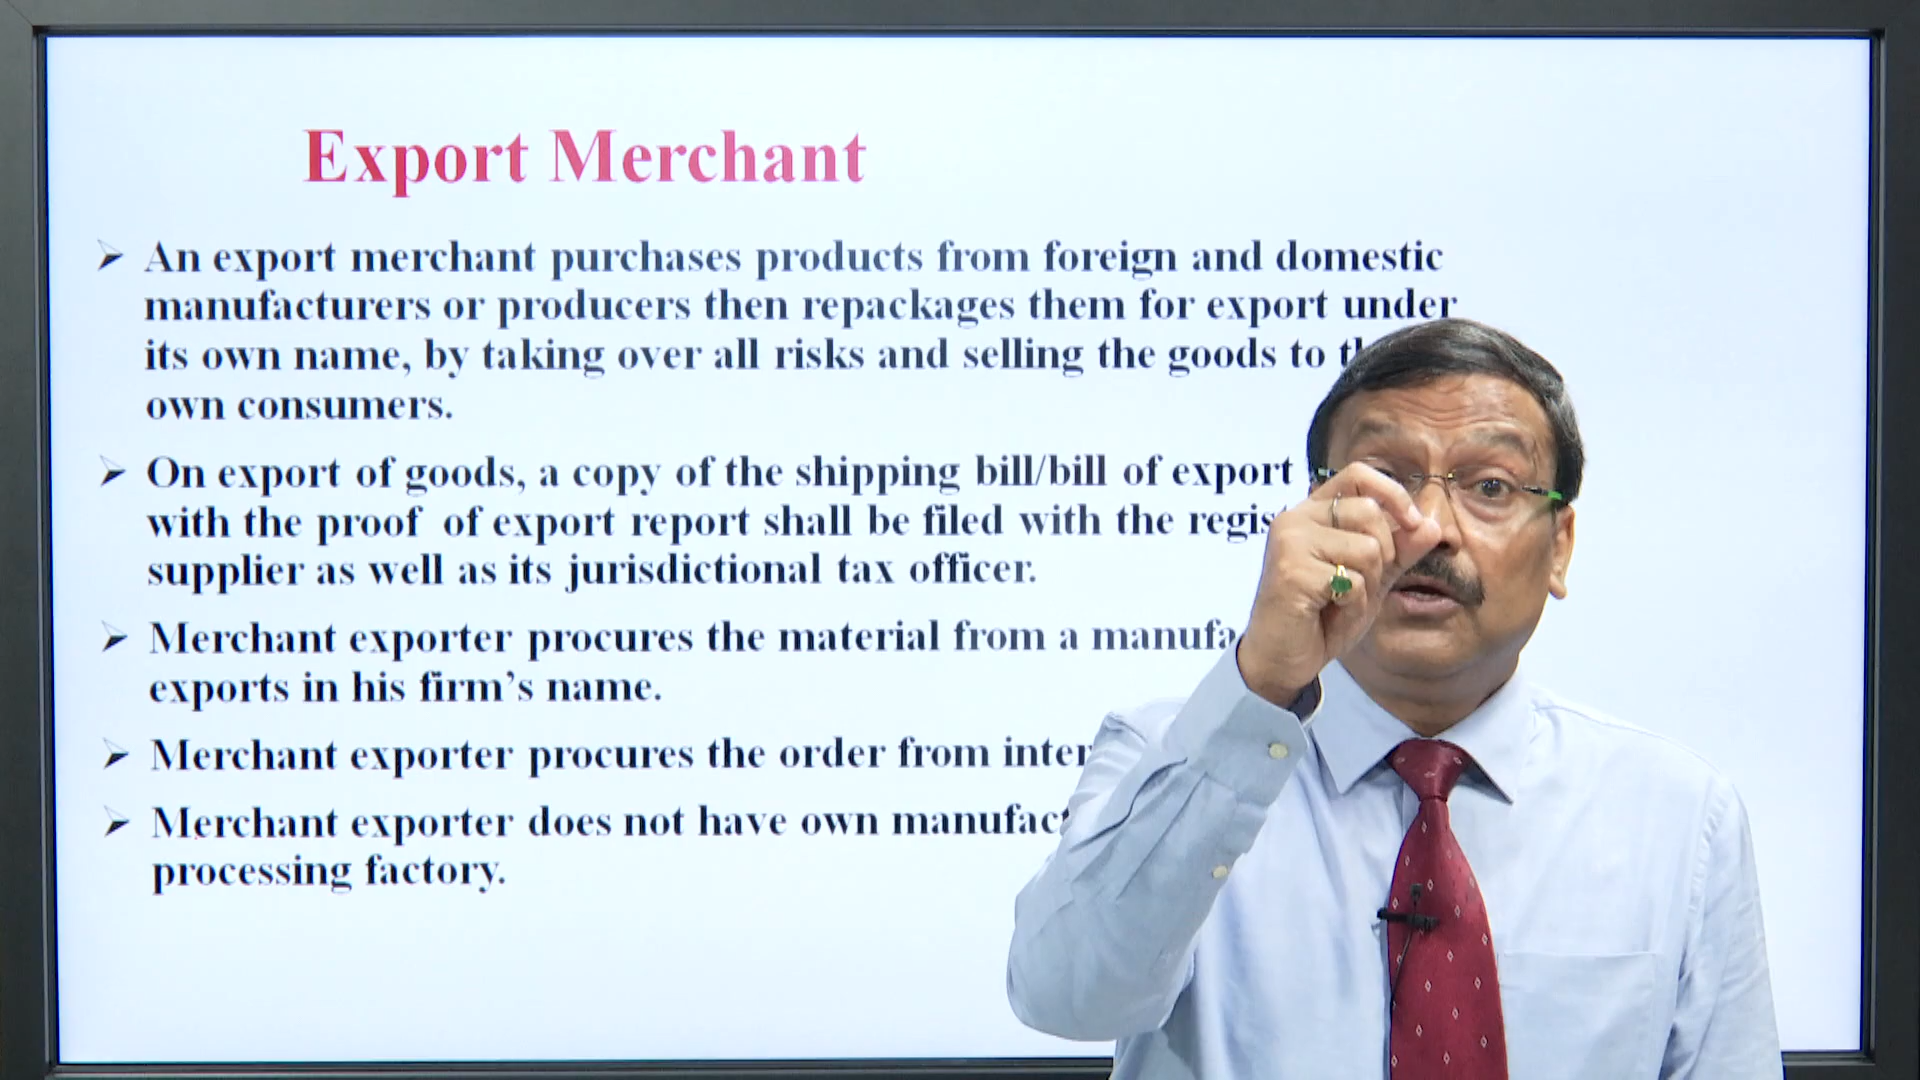 Export Merchant
An export merchant purchases products from foreign and domestic
manufacturers or producers then repackages them for export under
its own name, by taking over all risks and selling the goods to
own consumers.
On export of goods, a copy of the shipping bill/bill of export
with the proof of export report shall be filed with the
supplier as well as its jurisdictional tax officer.
Merchant exporter procures the material from a
exports in his firm's name.
Merchant exporter procures the order from
Merchant exporter does not have own
processing factory.